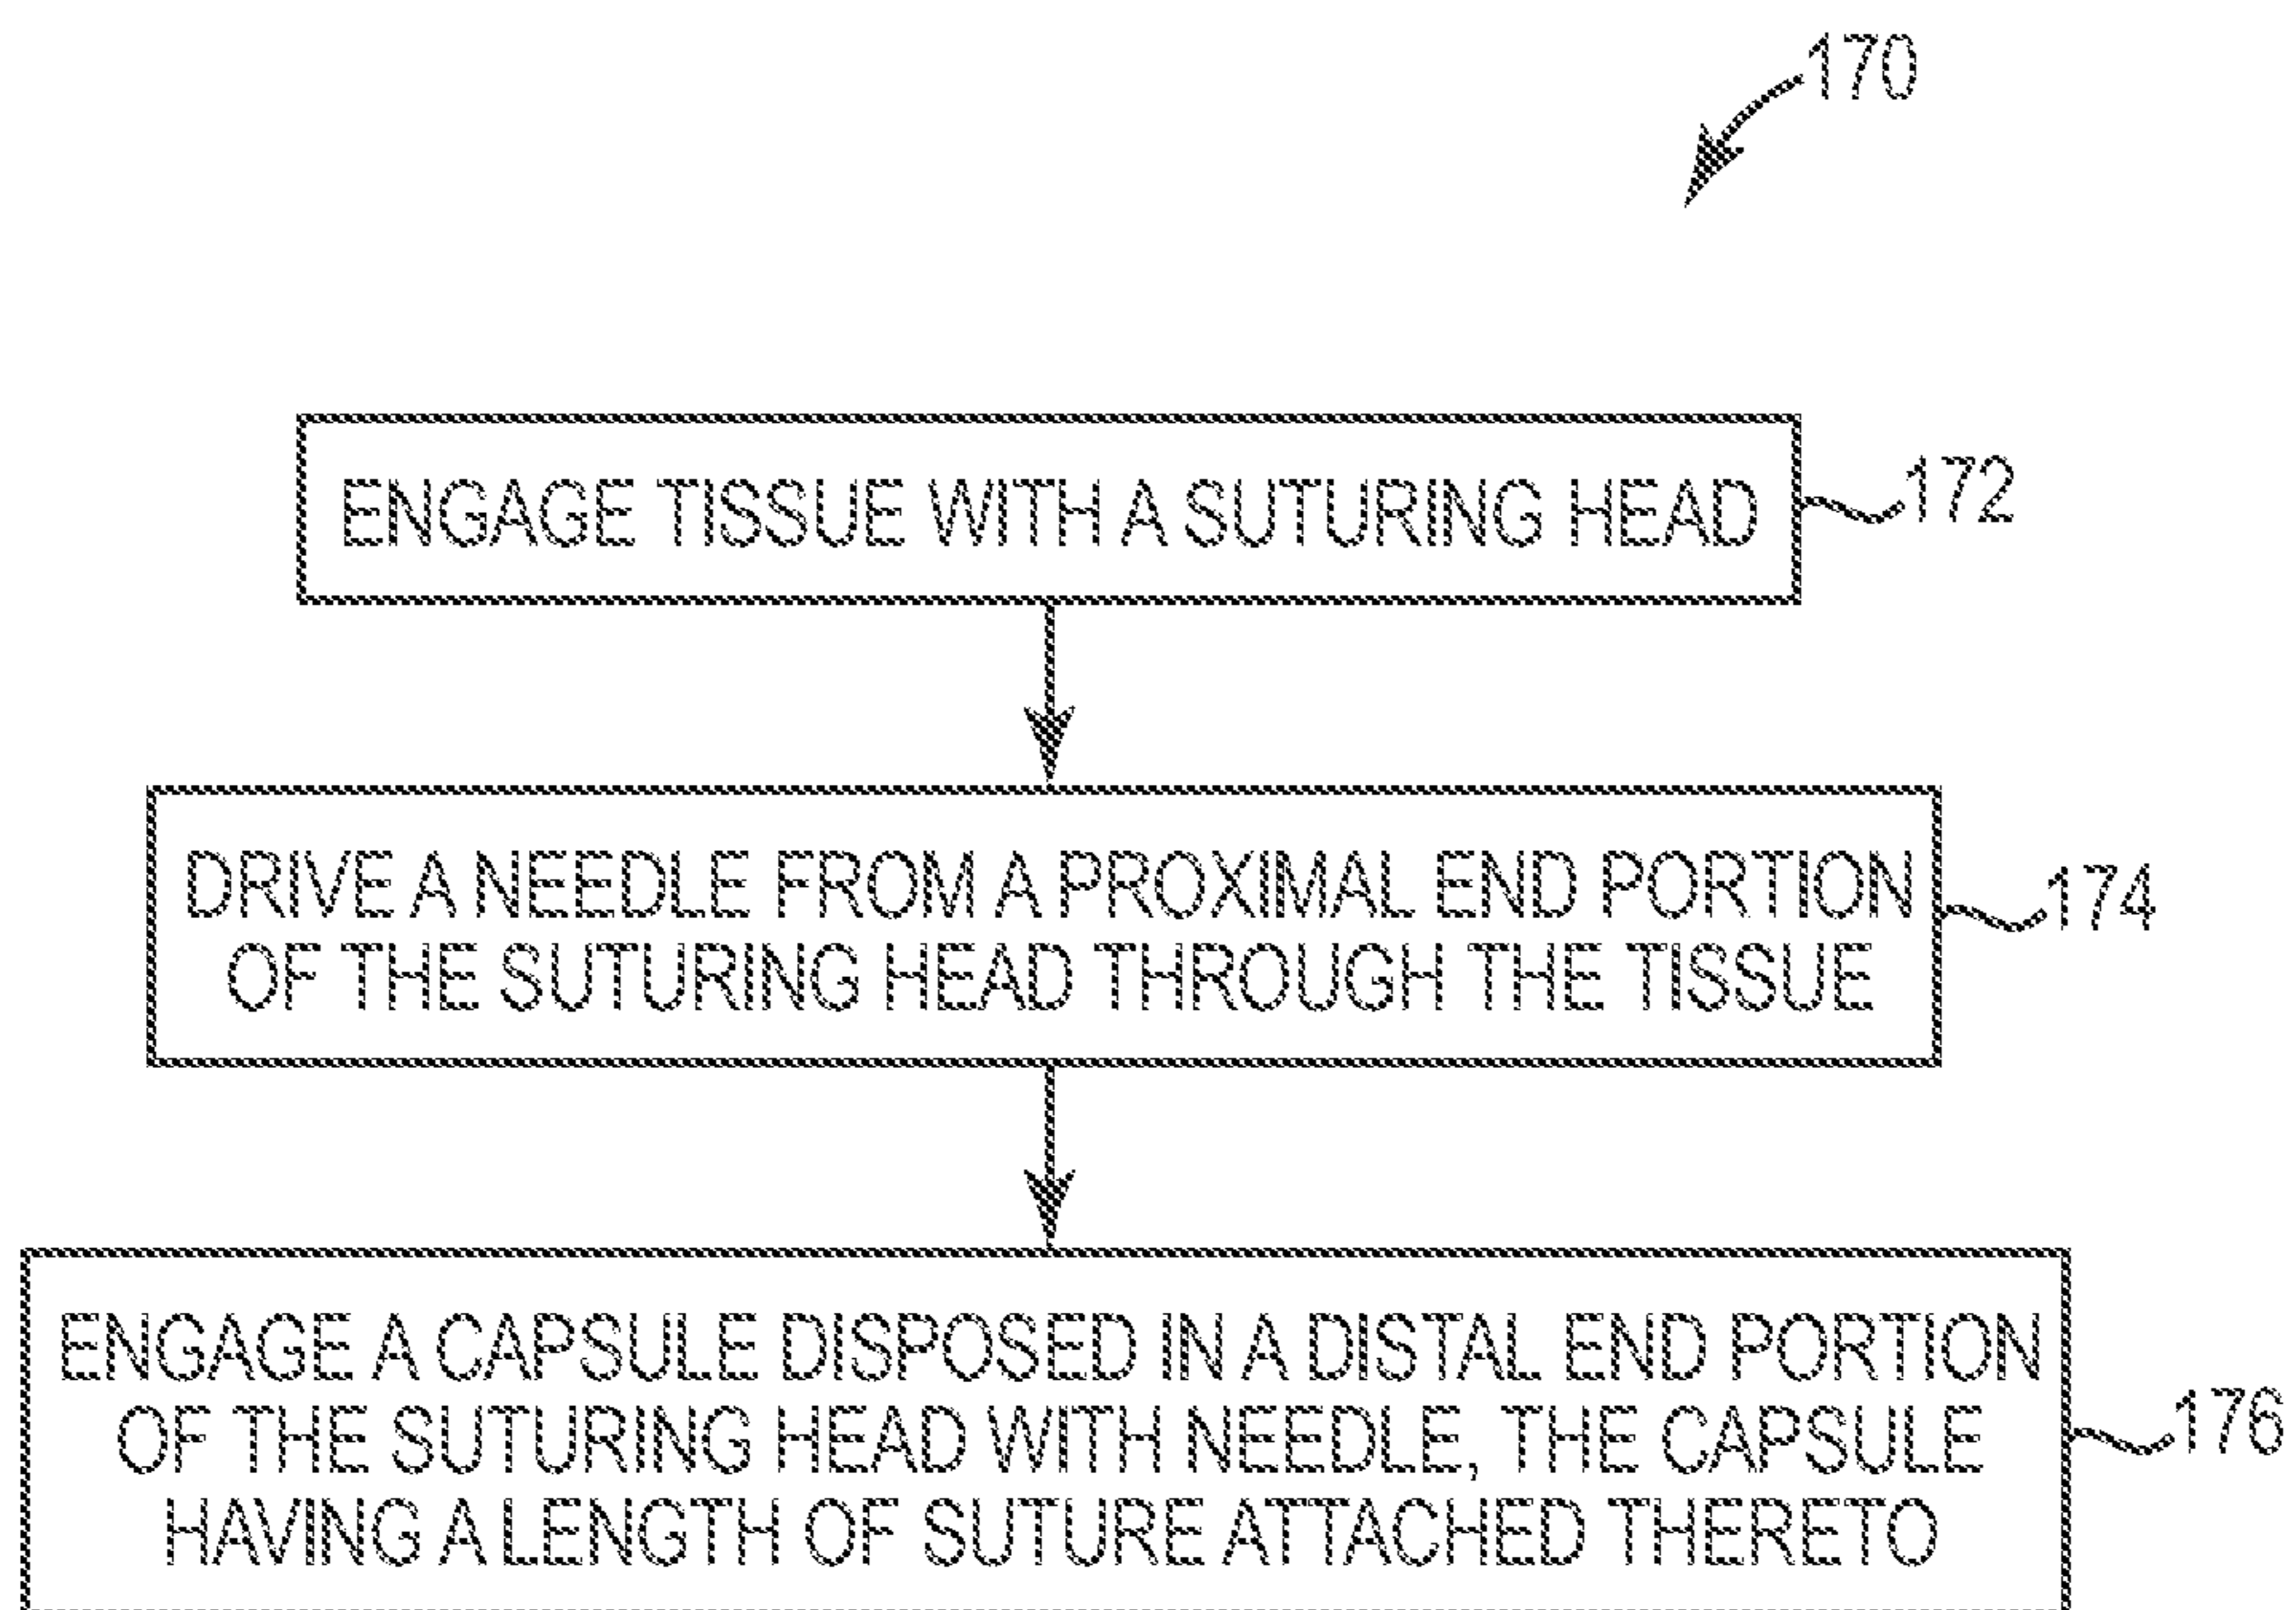 170
ENGAGE TISSUE WITH A SUTURING HEAD
172
DRIVE A NEEDLE FROM A PROXIMAL END PORTION
OF THE SUTURING HEAD THROUGH THE TISSUE
174
ENGAGE A CAPSULE DISPOSED IN A DISTAL END PORTION
OF THE SUTURING HEAD WITH NEEDLE, THE CAPSULE
HAVING A LENGTH OF SUTURE ATTACHED THERETO
176